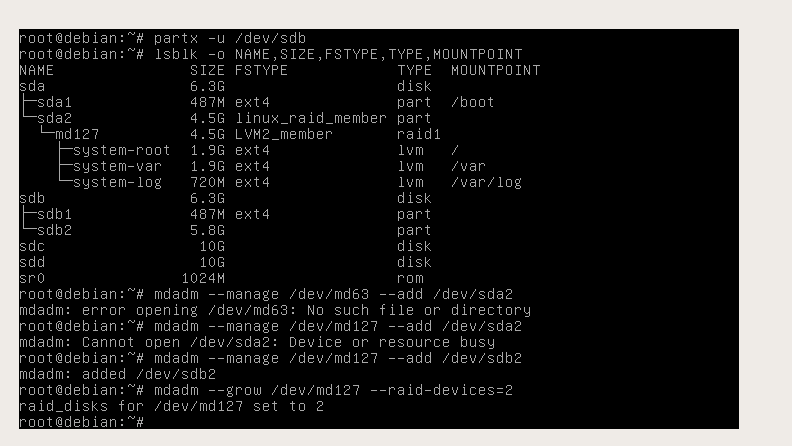 root@debian:~# partx -u /dev/sdb
root@debian:~# lsblk -o NAME,SIZE,FSTYPE,TYPE,MOUNTPOINT
NAME                SIZE FSTYPE            TYPE  MOUNTPOINT
sda                 6.3G                   disk
├─sda1              487M ext4              part  /boot
└─sda2              4.5G linux_raid_member part
  └─md127           4.5G LVM2_member       raid1
    ├─system-root   1.9G ext4              lvm   /
    ├─system-var    1.9G ext4              lvm   /var
    └─system-log    720M ext4              lvm   /var/log
sdb                 6.3G                   disk
├─sdb1              487M ext4              part
└─sdb2              5.8G                   part
sdc                  10G                   disk
sdd                  10G                   disk
sr0                1024M                   rom
root@debian:~# mdadm --manage /dev/md63 --add /dev/sda2
mdadm: error opening /dev/md63: No such file or directory
root@debian:~# mdadm --manage /dev/md127 --add /dev/sda2
mdadm: Cannot open /dev/sda2: Device or resource busy
root@debian:~# mdadm --manage /dev/md127 --add /dev/sdb2
mdadm: added /dev/sdb2
root@debian:~# mdadm --grow /dev/md127 --raid-devices=2
raid_disks for /dev/md127 set to 2
root@debian:~#